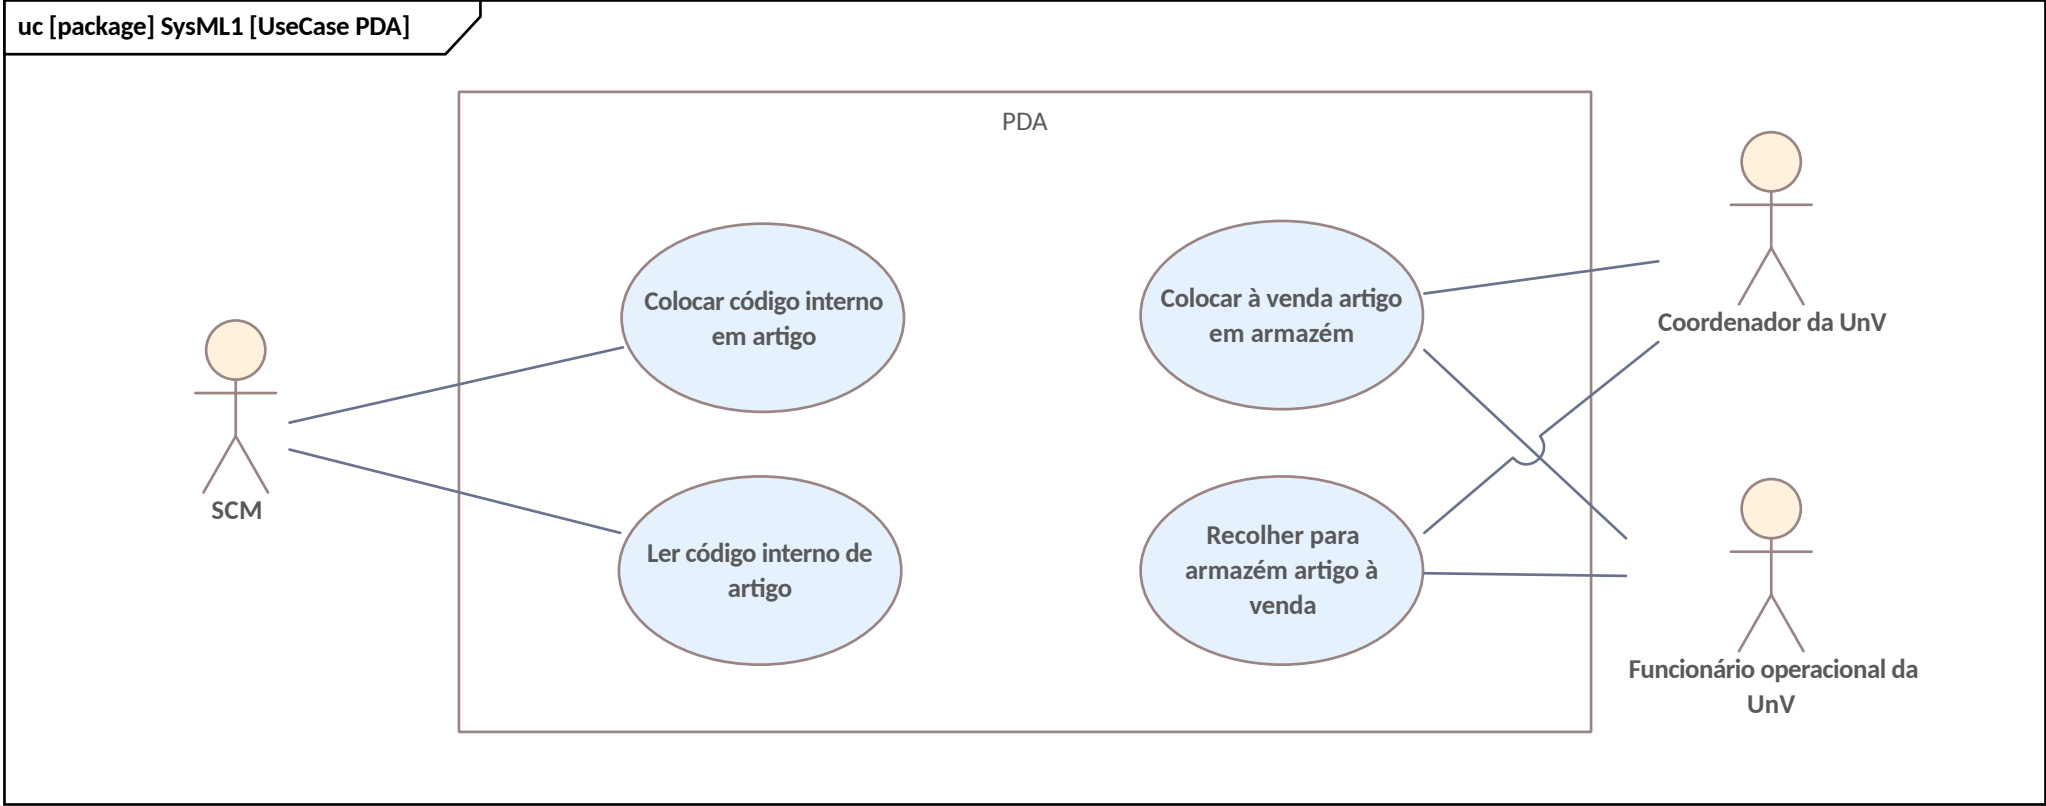 uc [package] SysML1 [UseCase PDA]
PDA
Colocar código interno
em artigo
Colocar à venda artigo
em armazém
Coordenador da UnV
SCM
Ler código interno de
artigo
Recolher para
armazém artigo à
venda
Funcionário operacional da
UnV